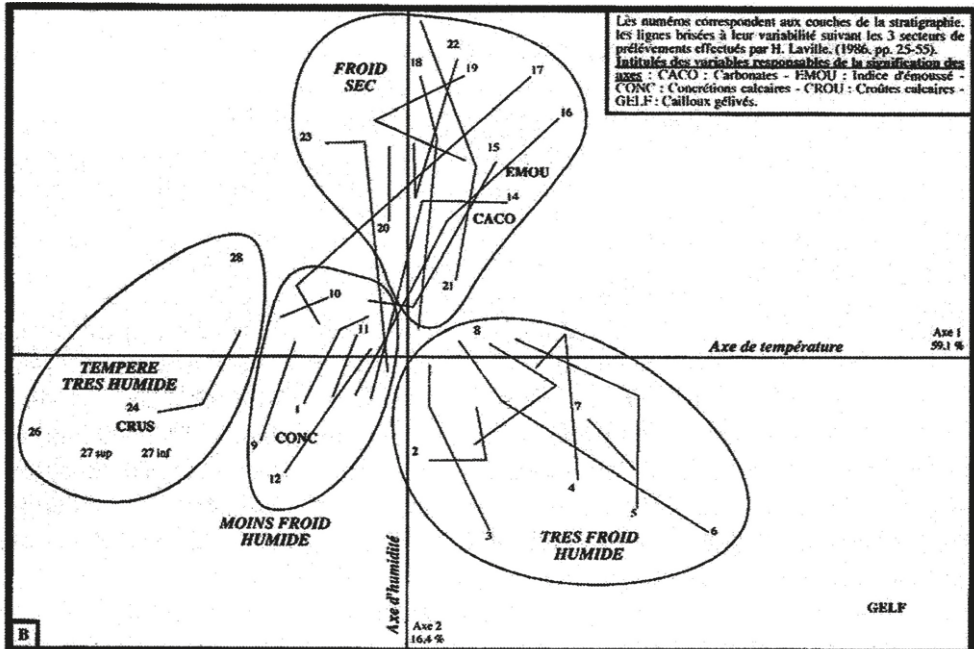 Lès numéros correspondent aux couches de la stratigraphie.
les lignes brisées à leur variabilité suivant les 3 secteurs de
prélèvements effectués par H. Laville. (1986, pp. 25-55).
Intitulés des variables responsables de la signification des
axes : CACO : Carbonates - EMOU : Indice d'émoussé -
CONC : Concrétions calcaires - CROU : Croûtes calcaires -
GELF : Cailloux gélivés.
22
FROID
SEC
18
19
17
16
23
15
EMOU
14
CACO
20
21
28
10
11
8
Axe 1
59.1 %
Axe de température
TEMPERE
TRES HUMIDE
24
CRUS
26
27 sup
27 inf
1
9
CONC
12
2
7
4
5
6
3
MOINS FROID
HUMIDE
TRES FROID
HUMIDE
Axe d'humidité
GELF
B
Axe 2
16,4 %